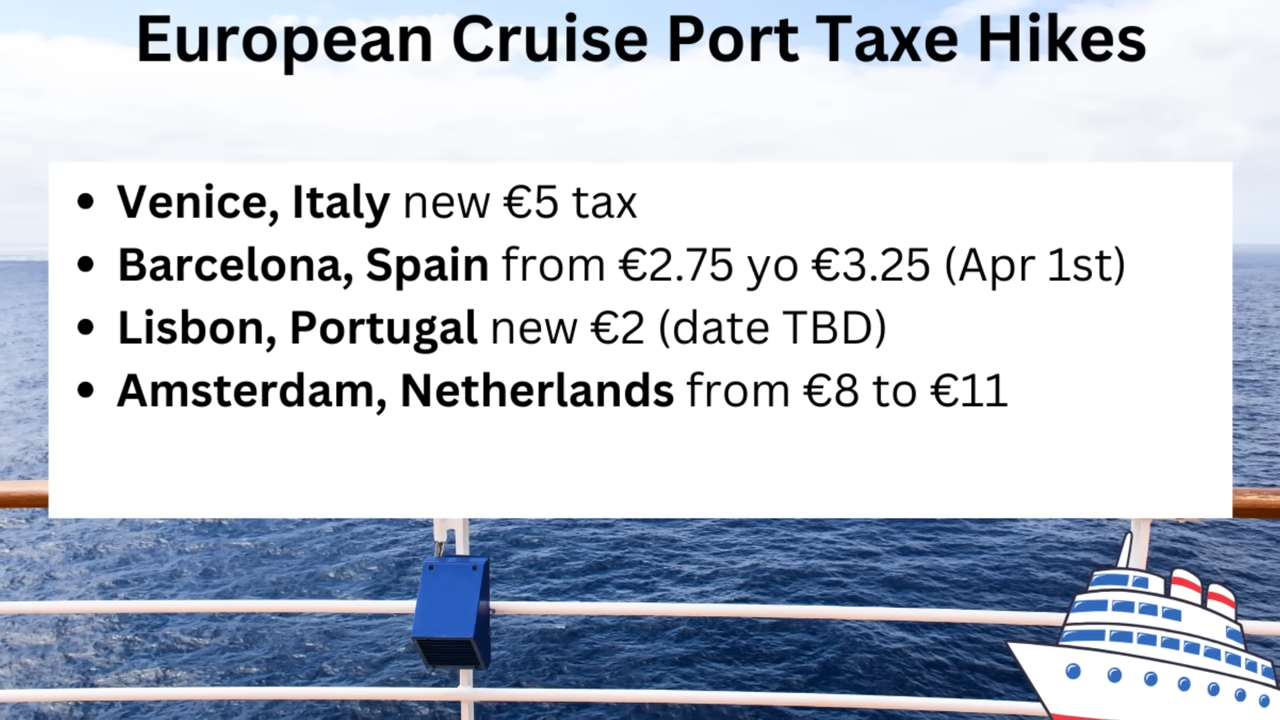 European Cruise Port Taxe Hikes
• Venice, Italy new €5 tax
• Barcelona, Spain from €2.75 yo €3.25 (Apr 1st)
• Lisbon, Portugal new €2 (date TBD)
• Amsterdam, Netherlands from €8 to €11